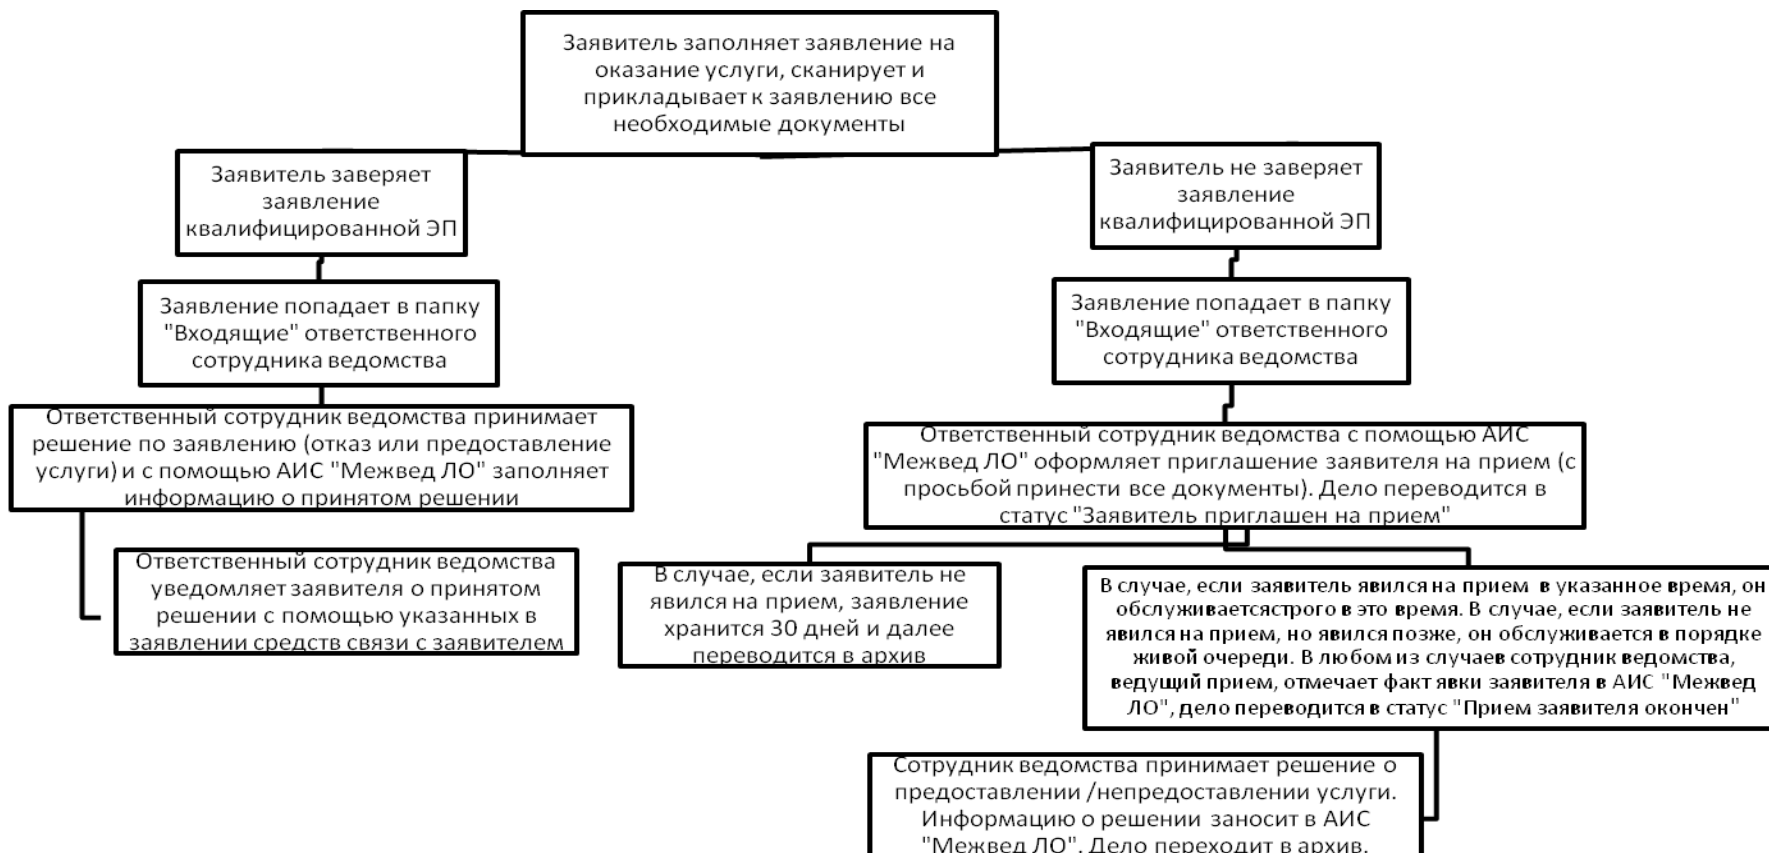 Заявитель заполняет заявление на
оказание услуги, сканирует и
прикладывает к заявлению все
необходимые документы
Заявитель заверяет
заявление
квалифицированной ЭП
Заявитель не заверяет
заявление
квалифицированной ЭП
Заявление попадает в папку
"Входящие" ответственного
сотрудника ведомства
Заявление попадает в папку
"Входящие" ответственного
сотрудника ведомства
Ответственный сотрудник ведомства принимает
решение по заявлению (отказ или предоставление
услуги) и с помощью АИС "Межвед ЛО" заполняет
информацию о принятом решении
Ответственный сотрудник ведомства с помощью АИС
"Межвед ЛО" оформляет приглашение заявителя на прием (с
просьбой принести все документы). Дело переводится в
статус "Заявитель приглашен на прием"
Ответственный сотрудник ведомства
уведомляет заявителя о принятом
решении с помощью указанных в
заявлении средств связи с заявителем
В случае, если заявитель не
явился на прием, заявление
хранится 30 дней и далее
переводится в архив
В случае, если заявитель явился на прием в указанное время, он
обслуживаетсястрого в это время. В случае, если заявитель не
явился на прием, но явился позже, он обслуживается в порядке
живой очереди. В любом из случаев сотрудник ведомства,
ведущий прием, отмечает факт явки заявителя в АИС "Межвед
ЛО", дело переводится в статус "Прием заявителя окончен"
Сотрудник ведомства принимает решение о
предоставлении /непредоставлении услуги.
Информацию о решении заносит в АИС
"Межвед ЛО". Дело переходит в архив.